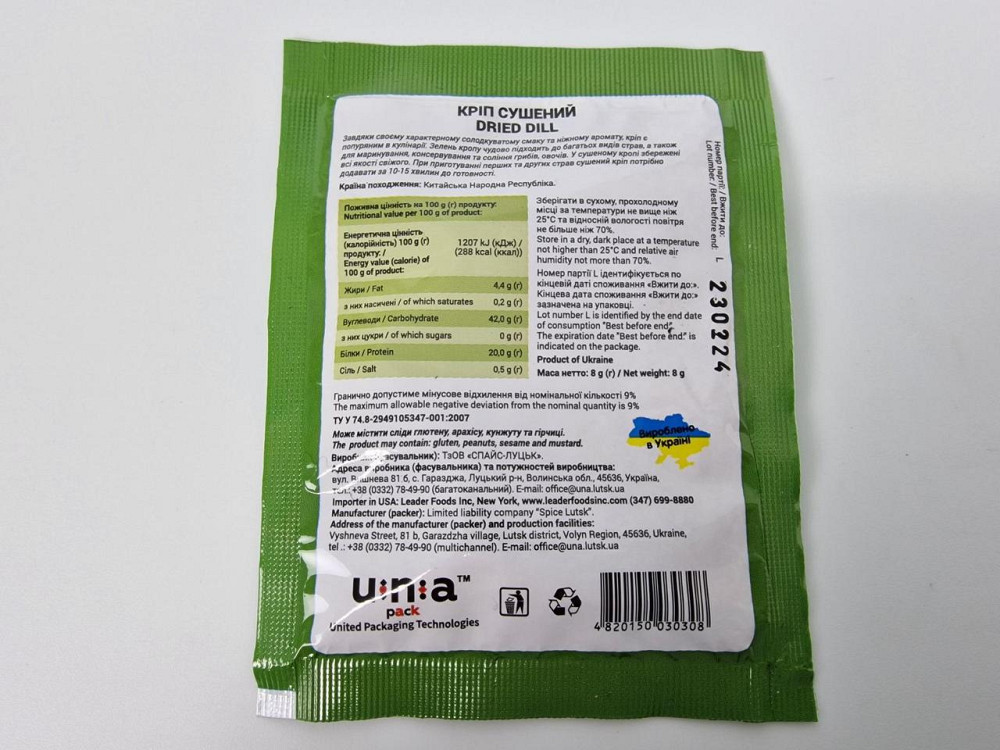 КРІП СУШЕНИЙ
DRIED DILL
Завдяки своєму характерному солодкуватому смаку та ніжному аромату, кріп є
популярним в кулінарії. Зелень кропу чудово підходить до багатьох видів страв, а також
для маринування, консервування та соління грибів, овочів. У сушеному кропі збережені
всі якості свіжого. При приготуванні перших та других страв сушений кріп потрібно
додавати за 10-15 хвилин до готовності.
Країна походження: Китайська Народна Республіка.
Поживна цінність на 100 g (г) продукту:
Nutritional value per 100 g of product:
Енергетична цінність
(калорійність) 100 g (г)
продукту: /
Energy value (calorie) of
100 g of product:
1207 kJ (кДж) /
(288 kcal (ккал))
Жири / Fat 4,4 g (г)
з них насичені / of which saturates 0,2 g (г)
Вуглеводи / Carbohydrate 42,0 g (г)
з них цукри / of which sugars 0 g (г)
Білки / Protein 20,0 g (г)
Сіль / Salt 0,5 g (г)
Зберігати в сухому, прохолодному
місці за температури не вище ніж
25°С та відносній вологості повітря
не більше ніж 70%.
Store in a dry, dark place at a temperature
not higher than 25°C and relative air
humidity not more than 70%.
Номер партії L ідентифікується по
кінцевій даті споживання «Вжити до:».
Кінцева дата споживання «Вжити до:»
зазначена на упаковці.
Lot number L is identified by the end date
of consumption "Best before end".
The expiration date "Best before end:" is
indicated on the package.
Product of Ukraine
Маса нетто: 8 g (г) / Net weight: 8 g
Номер партії: / Вжити до:
Lot number: / Best before end: L
230224
Гранично допустиме мінусове відхилення від номінальної кількості 9%
The maximum allowable negative deviation from the nominal quantity is 9%
ТУ У 74.8-2949105347-001:2007
Може містити сліди глютену, арахісу, кунжуту та гірчиці.
The product may contain: gluten, peanuts, sesame and mustard.
Вироблено
в Україні
Виробник (фасувальник): ТзОВ «СПАЙС-ЛУЦЬК».
Адреса виробника (фасувальника) та потужностей виробництва:
вул. Вишнева 81 б, с. Гаразджа, Луцький р-н, Волинська обл., 45636, Україна,
тел.: +38 (0332) 78-49-90 (багатоканальний). E-mail: office@una.lutsk.ua
Importer in USA: Leader Foods Inc, New York, www.leaderfoodsinc.com (347) 699-8880
Manufacturer (packer): Limited liability company "Spice Lutsk".
Address of the manufacturer (packer) and production facilities:
Vyshneva Street, 81 b, Garazdzha village, Lutsk district, Volyn Region, 45636, Ukraine,
tel .: +38 (0332) 78-49-90 (multichannel). E-mail: office@una.lutsk.ua
u:n:a™
pack
United Packaging Technologies
4 820150 030308